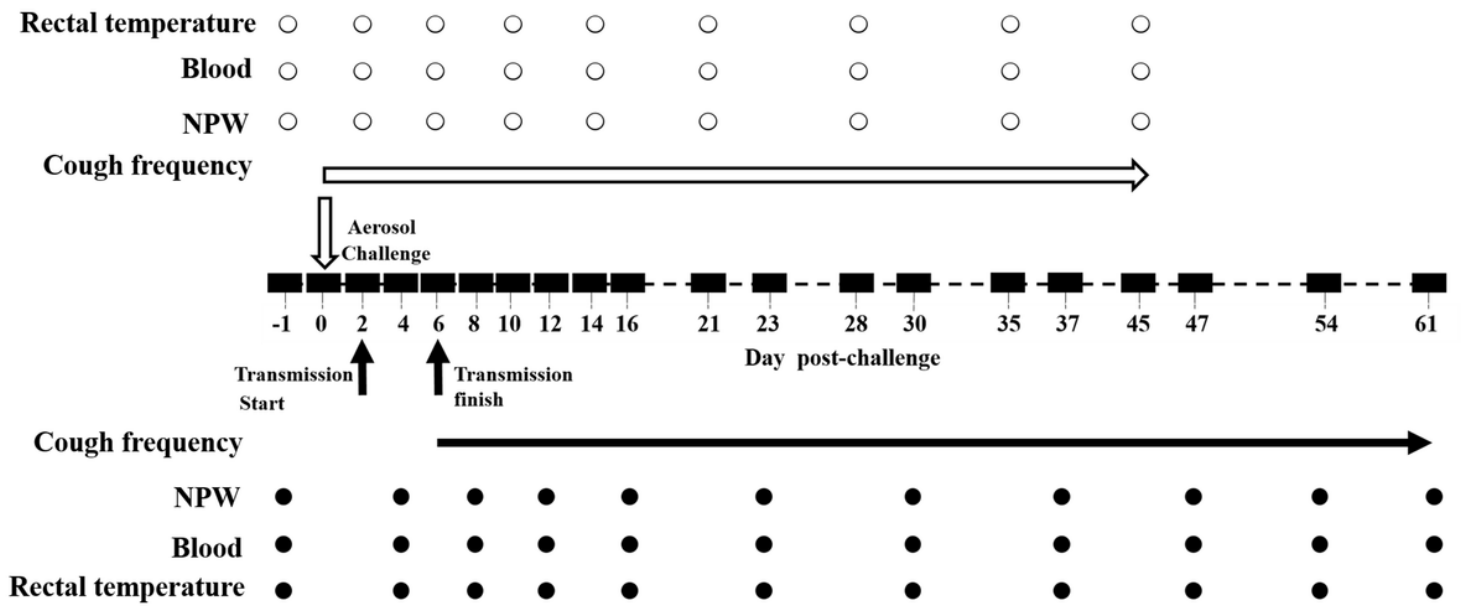 Rectal temperature
Blood
NPW
Cough frequency
Aerosol
Challenge
-1 0 2 4 6 8 10 12 14 16 21 23 28 30 35 37 45 47 54 61
Day post-challenge
Transmission
Start
Transmission
finish
Cough frequency
NPW
Blood
Rectal temperature